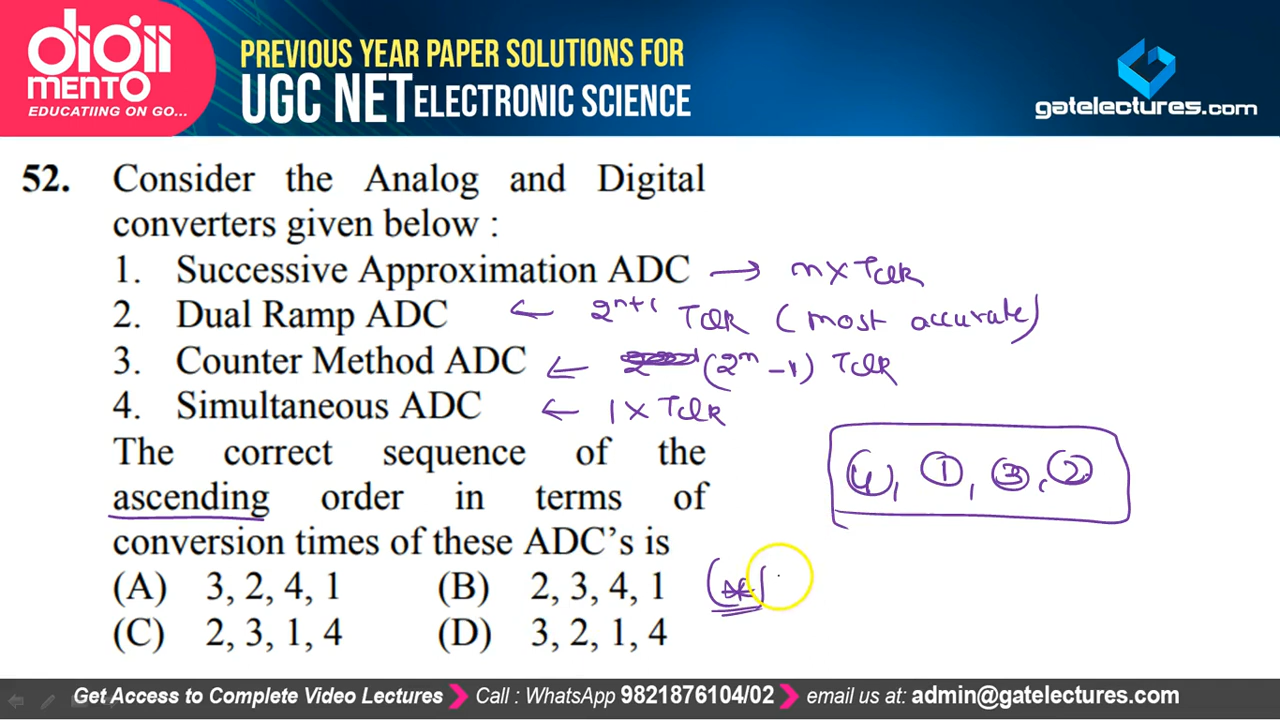 digii
MENTO
EDUCATIING ON GO...
PREVIOUS YEAR PAPER SOLUTIONS FOR
UGC NET ELECTRONIC SCIENCE
gatelectures.com
52. Consider the Analog and Digital
converters given below :
1. Successive Approximation ADC → n x Tclk
2. Dual Ramp ADC ← 2ⁿ⁺¹ Tclk (most accurate)
3. Counter Method ADC ← (2ⁿ - 1) Tclk
4. Simultaneous ADC ← 1 x Tclk
The correct sequence of the
ascending order in terms of
conversion times of these ADC's is
4, 1, 3, 2
(A) 3, 2, 4, 1 (B) 2, 3, 4, 1
(C) 2, 3, 1, 4 (D) 3, 2, 1, 4
Get Access to Complete Video Lectures Call : WhatsApp 9821876104/02 email us at: admin@gatelectures.com